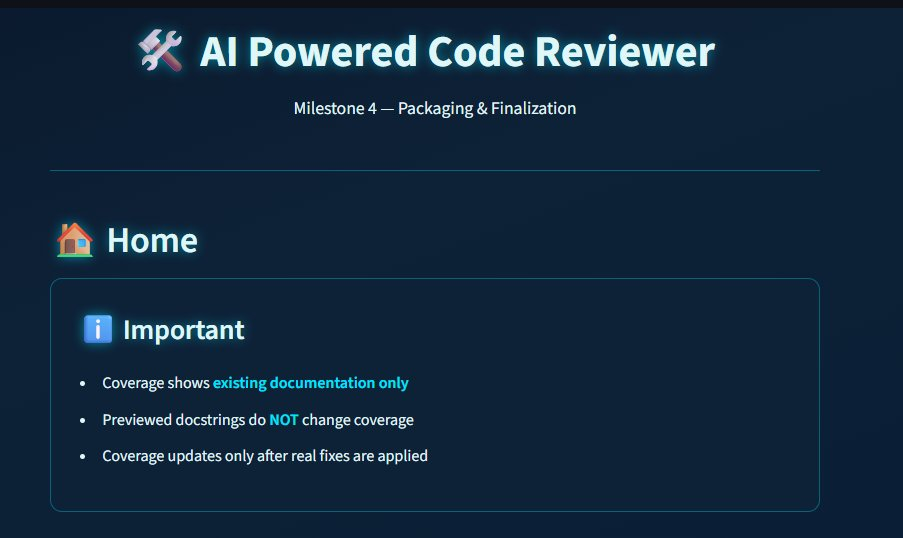 AI Powered Code Reviewer
Milestone 4 — Packaging & Finalization
Home
Important
Coverage shows existing documentation only
Previewed docstrings do NOT change coverage
Coverage updates only after real fixes are applied